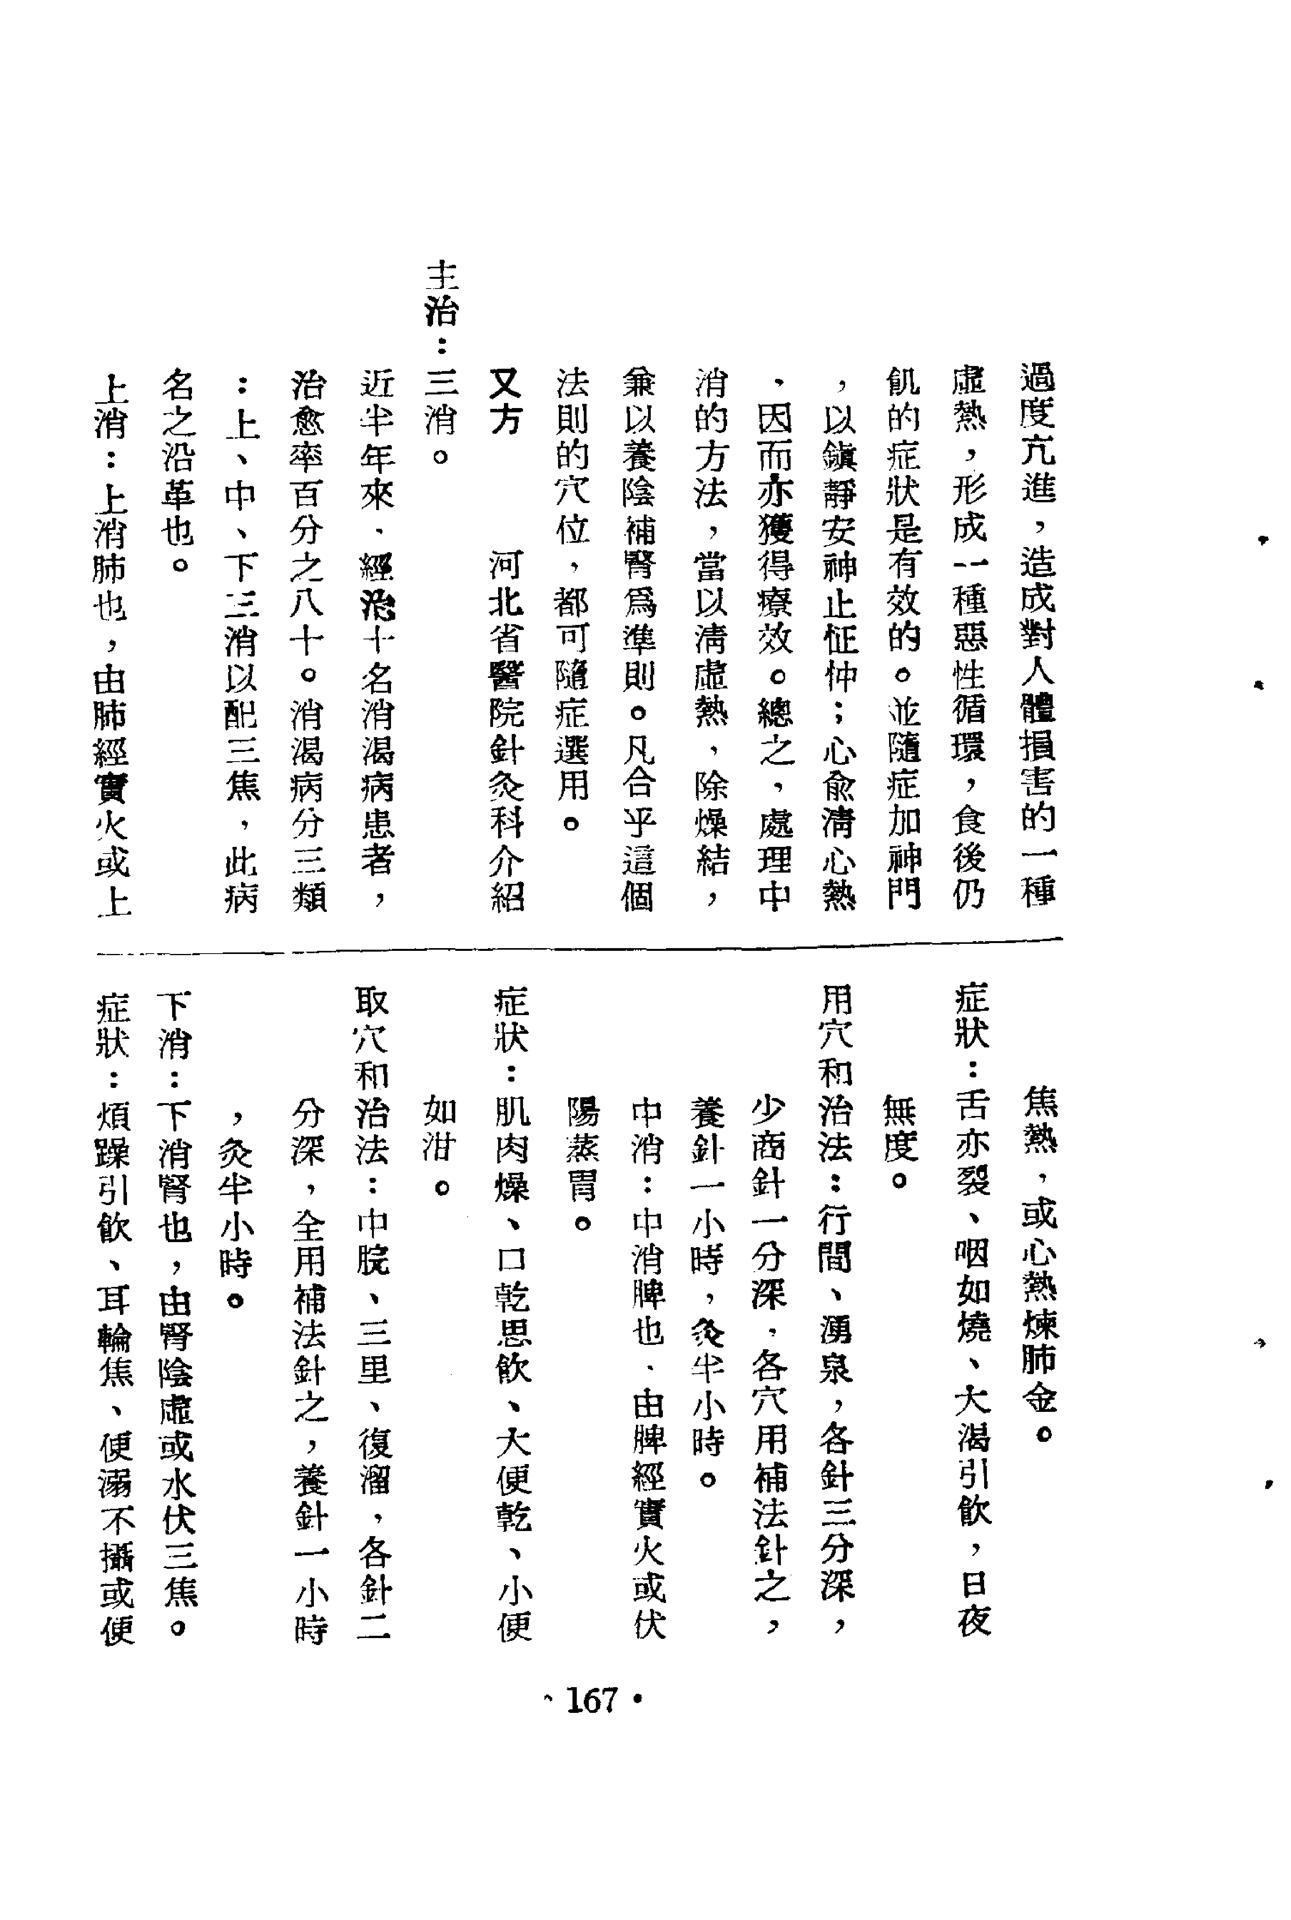 過度亢進，造成對人體損害的一種
虛熱，形成一種惡性循環，食後仍
飢的症狀是有效的。並隨症加神門
，以鎭靜安神止怔忡；心兪淸心熱
、因而亦獲得療效。總之，處理中
消的方法，當以淸虛熱，除燥結，
兼以養陰補腎爲準則。凡合乎這個
法則的穴位，都可隨症選用。
又方　　　河北省醫院針灸科介紹
主治：三消。
近半年來、經治十名消渴病患者，
治愈率百分之八十。消渴病分三類
：上、中、下三消以配三焦，此病
名之沿革也。
上消：上消肺也，由肺經實火或上
焦熱，或心熱煉肺金。
症狀：舌亦裂、咽如燒、大渴引飮，日夜
無度。
用穴和治法：行間、湧泉，各針三分深，
少商針一分深，各穴用補法針之，
養針一小時，灸半小時。
中消：中消脾也、由脾經實火或伏
陽蒸胃。
症狀：肌肉燥、口乾思飮、大便乾、小便
如泔。
取穴和治法：中脘、三里、復溜，各針二
分深，全用補法針之，養針一小時
，灸半小時。
下消：下消腎也，由腎陰虛或水伏三焦。
症狀：煩躁引飮、耳輪焦、便溺不攝或便
167